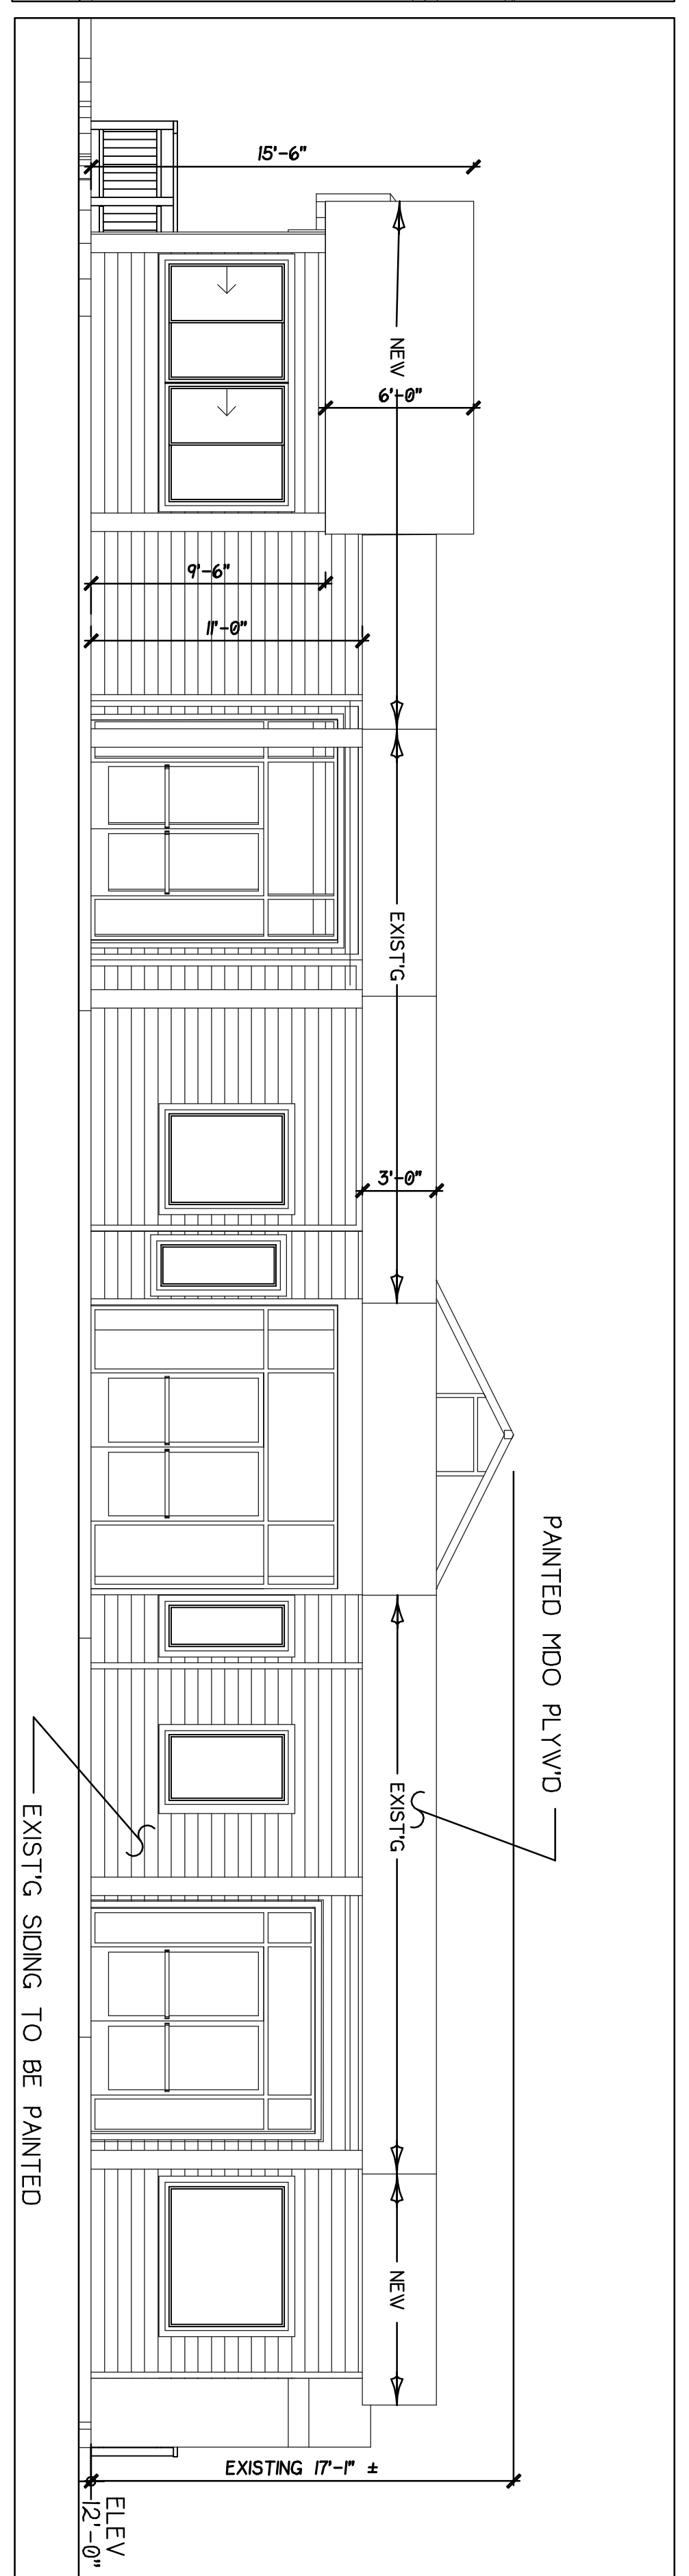 15'-6"
NEW
6'-0"
9'-6"
11'-0"
EXIST'G
3'-0"
PAINTED MDO PLYW'D
EXIST'G
EXIST'G SIDING TO BE PAINTED
NEW
EXISTING 17'-1" ±
ELEV
12'-0"